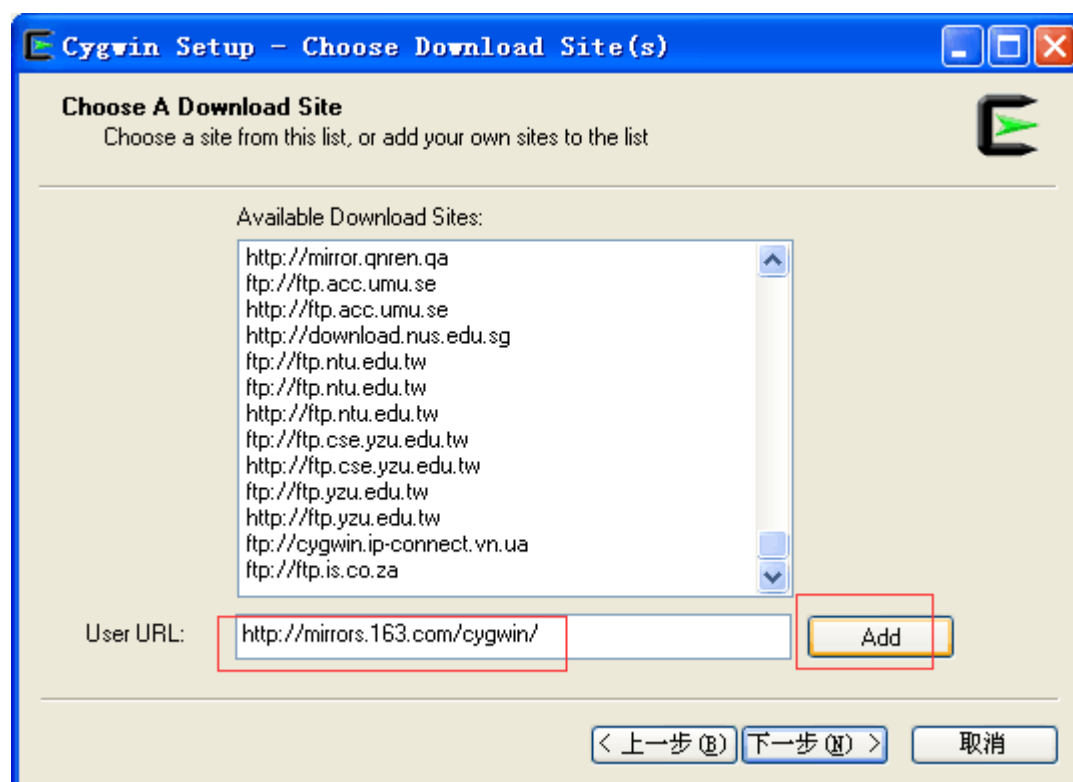 Cygwin Setup - Choose Download Site(s)
Choose A Download Site
Choose a site from this list, or add your own sites to the list
Available Download Sites:
http://mirror.qnren.qa
ftp://ftp.acc.umu.se
http://ftp.acc.umu.se
http://download.nus.edu.sg
ftp://ftp.ntu.edu.tw
ftp://ftp.ntu.edu.tw
http://ftp.ntu.edu.tw
ftp://ftp.cse.yzu.edu.tw
http://ftp.cse.yzu.edu.tw
ftp://ftp.yzu.edu.tw
http://ftp.yzu.edu.tw
ftp://cygwin.ip-connect.vn.ua
ftp://ftp.is.co.za
User URL: http://mirrors.163.com/cygwin/ Add
< 上一步(B) 下一步(N) > 取消